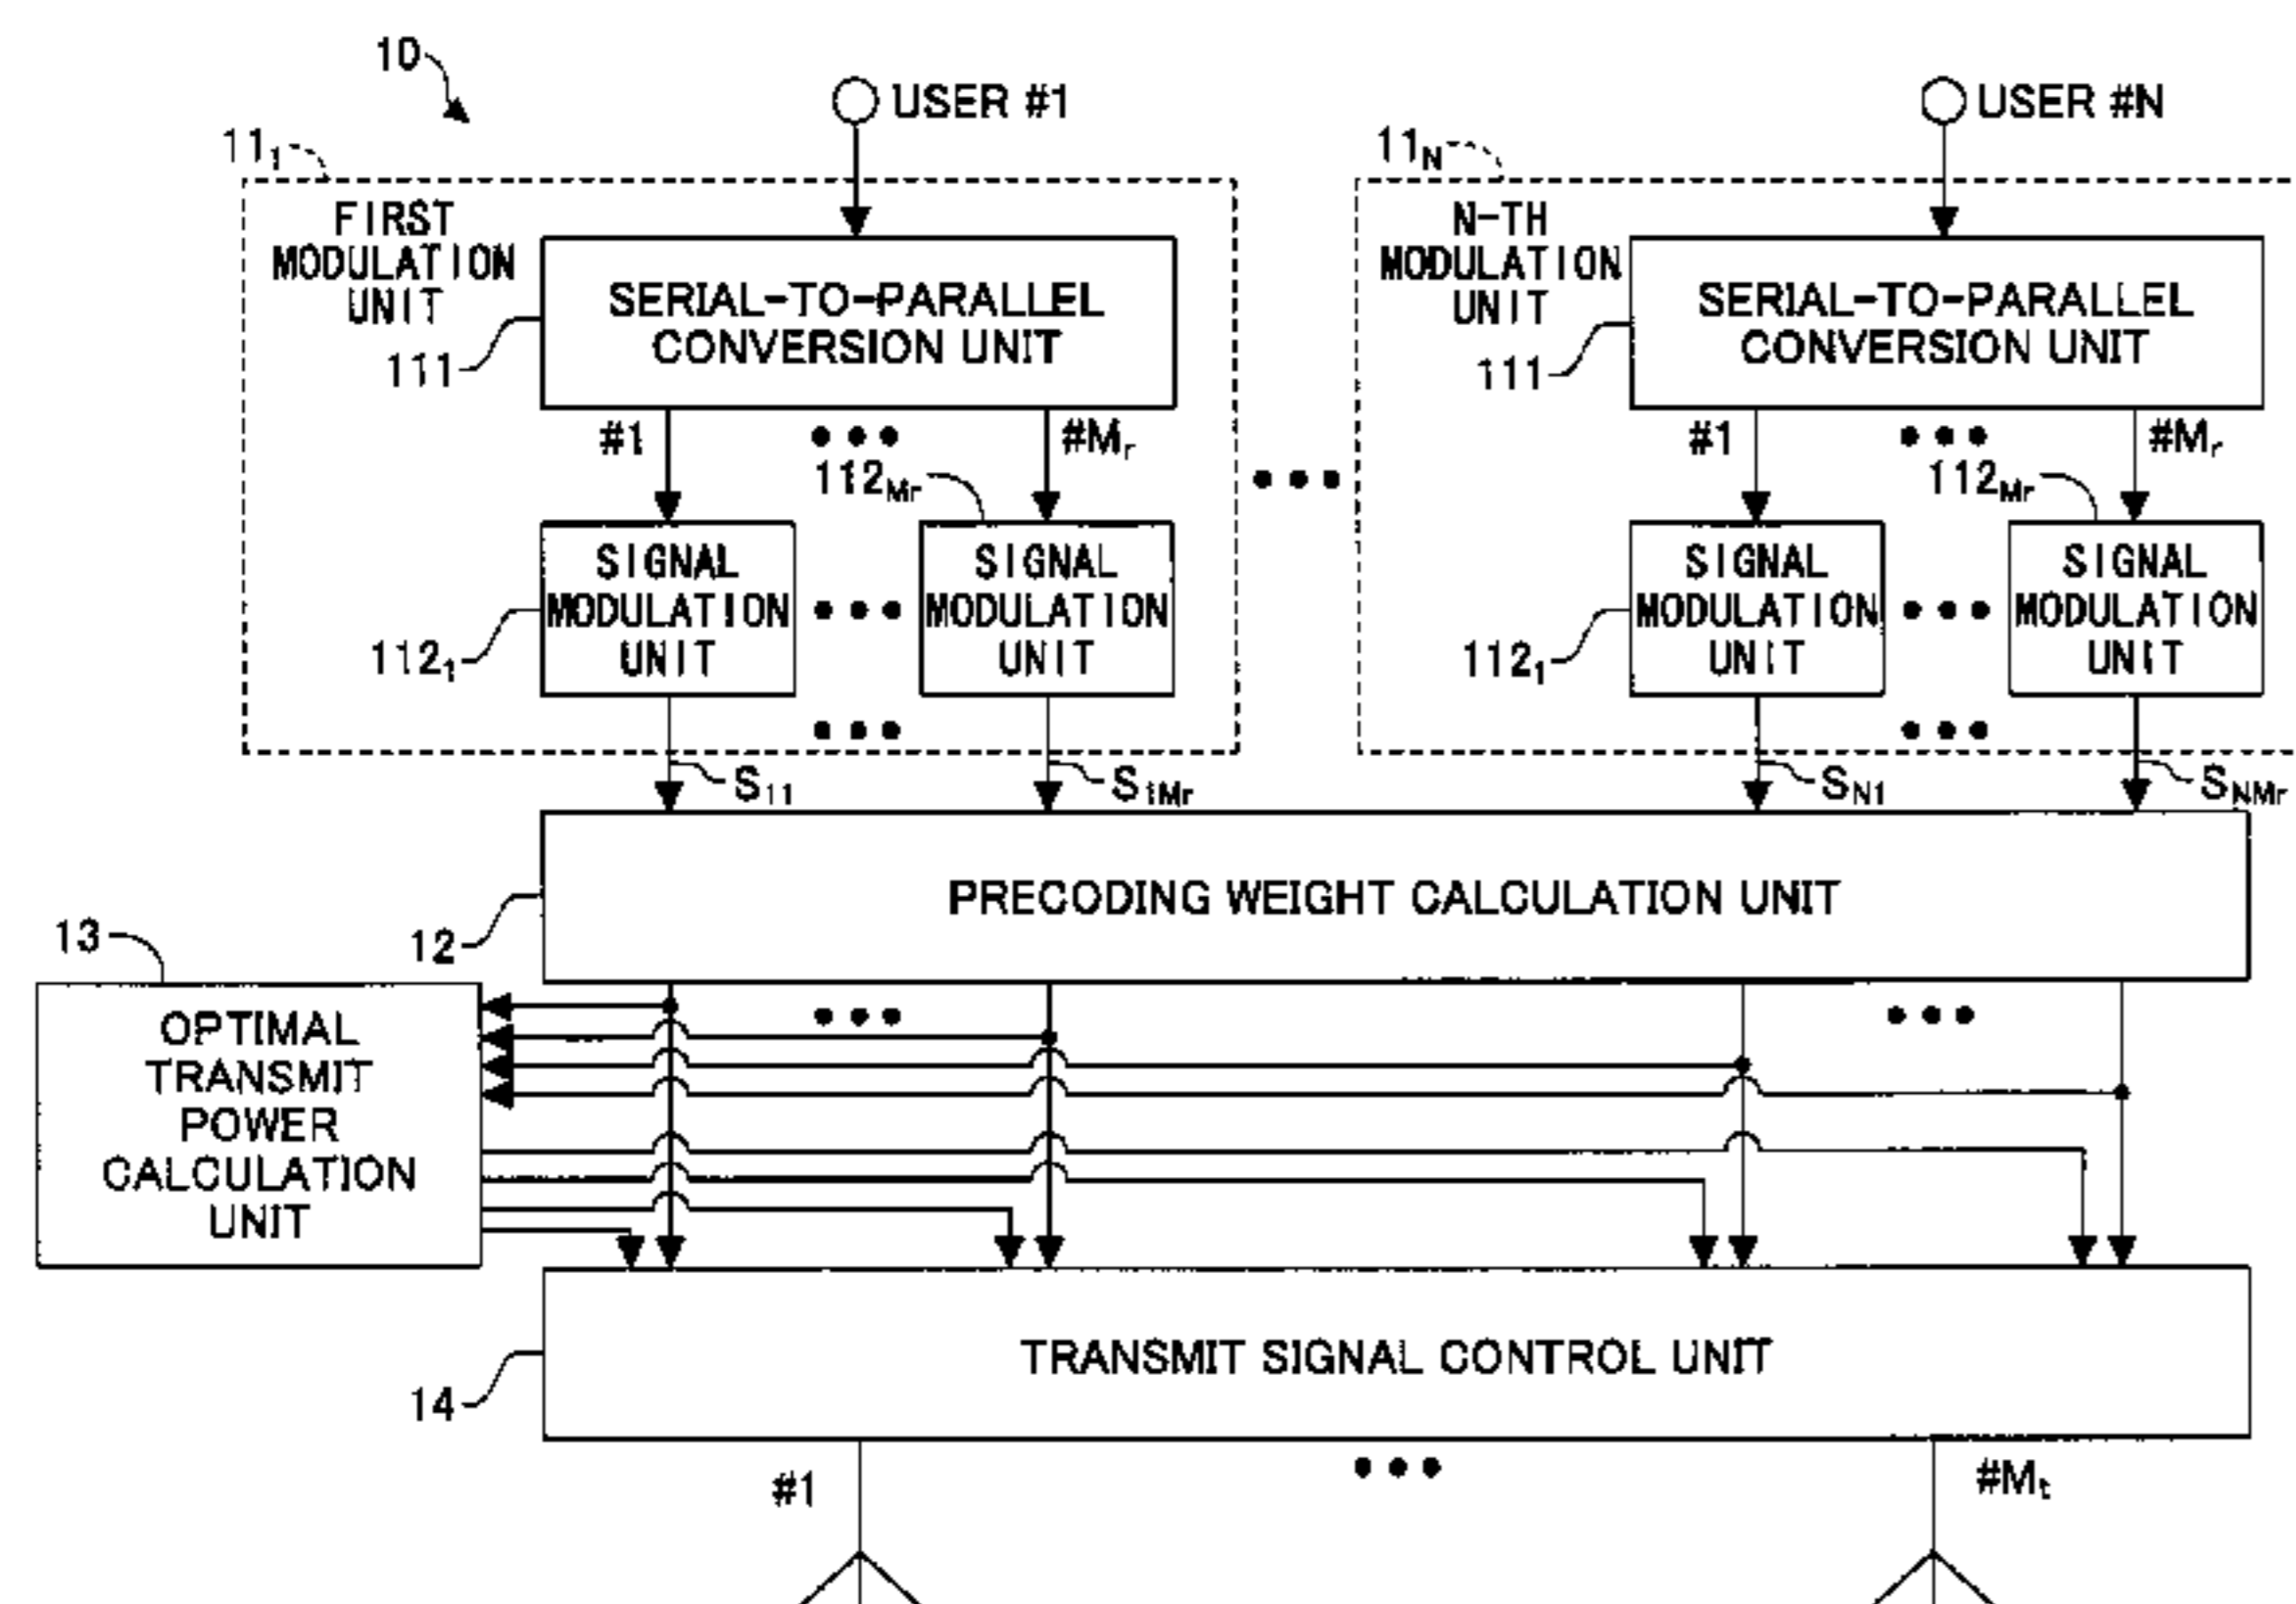 10
USER #1
USER #N
11₁
11N
FIRST
MODULATION
UNIT
N-TH
MODULATION
UNIT
SERIAL-TO-PARALLEL
CONVERSION UNIT
SERIAL-TO-PARALLEL
CONVERSION UNIT
111
111
#1
#Mr
#1
#Mr
112Mr
112Mr
SIGNAL
MODULATION
UNIT
SIGNAL
MODULATION
UNIT
SIGNAL
MODULATION
UNIT
SIGNAL
MODULATION
UNIT
112₁
112₁
S₁₁
S1Mr
SN1
SNMr
PRECODING WEIGHT CALCULATION UNIT
12
13
OPTIMAL
TRANSMIT
POWER
CALCULATION
UNIT
TRANSMIT SIGNAL CONTROL UNIT
14
#1
#Mt